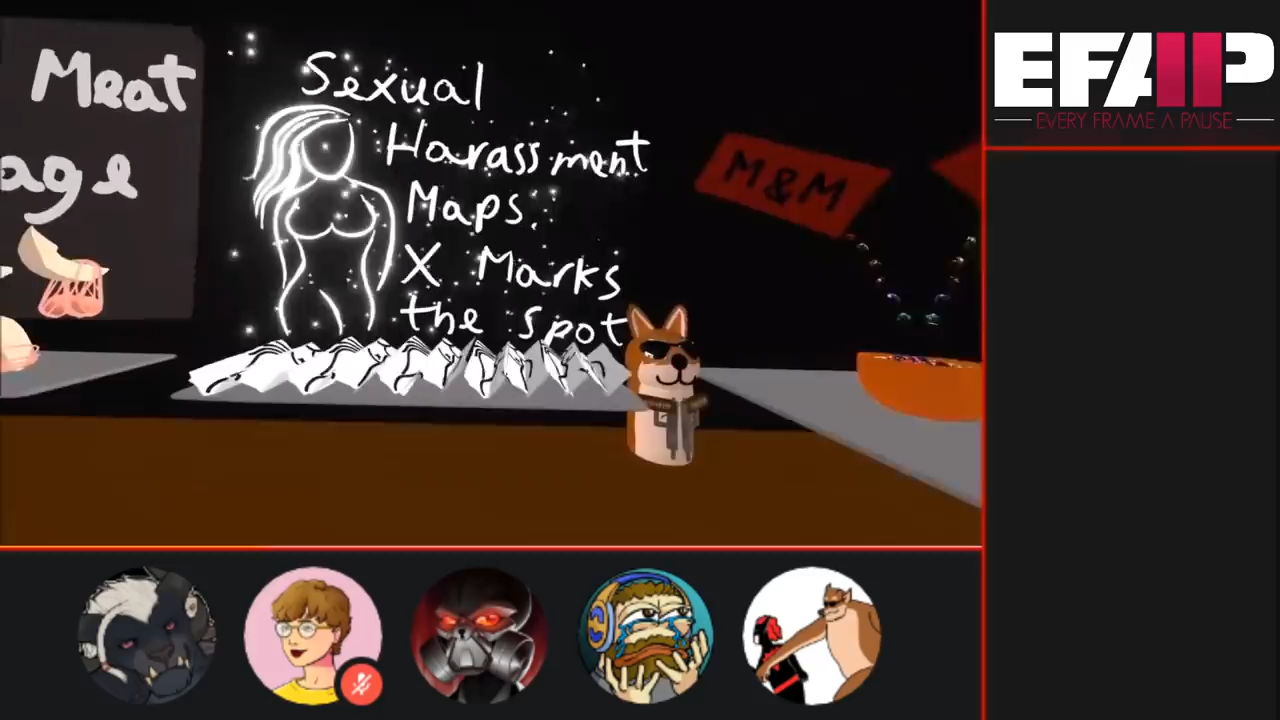 Meat
age
Sexual
Harassment
Maps.
X Marks
the spot
M&M
EFAP
EVERY FRAME A PAUSE